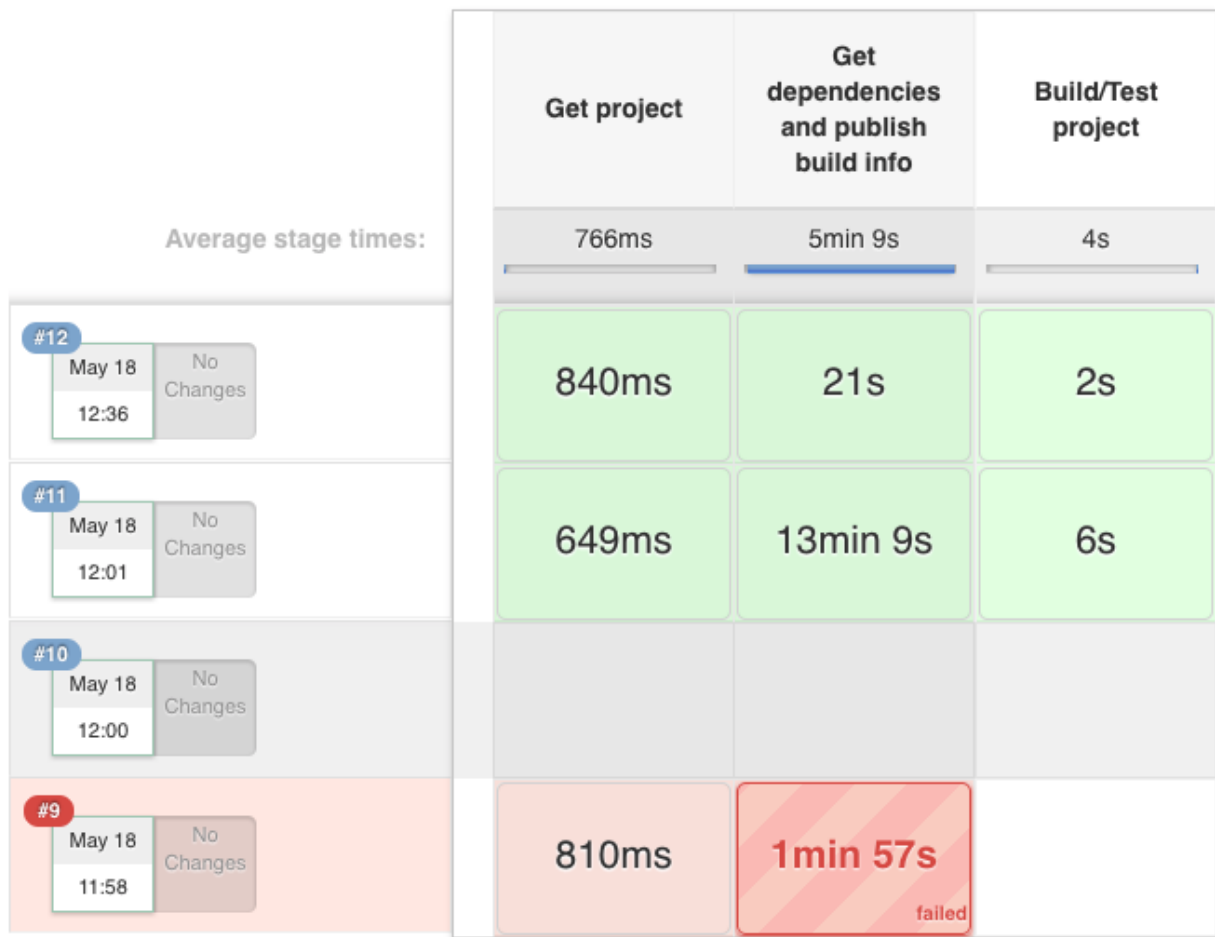 Get project
Get
dependencies
and publish
build info
Build/Test
project
Average stage times:
766ms
5min 9s
4s
#12
May 18
12:36
No
Changes
840ms
21s
2s
#11
May 18
12:01
No
Changes
649ms
13min 9s
6s
#10
May 18
12:00
No
Changes
#9
May 18
11:58
No
Changes
810ms
1min 57s
failed